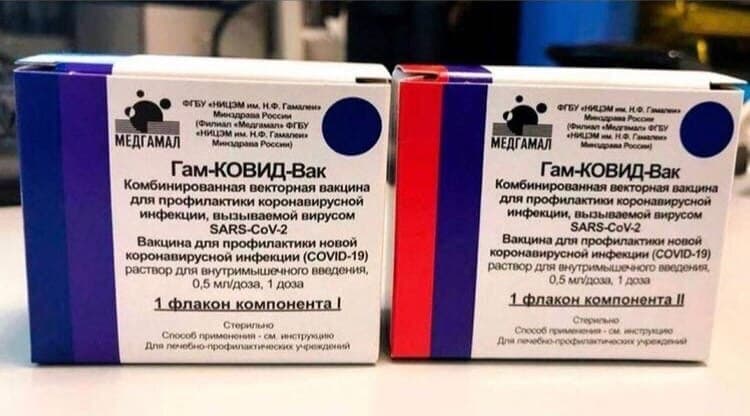 МЕДГАМАЛ
ФГБУ «НИЦЭМ им. Н.Ф. Гамалеи»
Минздрава России
(Филиал «Медгамал» ФГБУ
«НИЦЭМ им. Н.Ф. Гамалеи»
Минздрава России)
Гам-КОВИД-Вак
Комбинированная векторная вакцина
для профилактики коронавирусной
инфекции, вызываемой вирусом
SARS-CoV-2
Вакцина для профилактики новой
коронавирусной инфекции (COVID-19)
раствор для внутримышечного введения,
0,5 мл/доза, 1 доза
1 флакон компонента I
Стерильно
Способ применения - см. инструкцию
Для лечебно-профилактических учреждений
МЕДГАМАЛ
ФГБУ «НИЦЭМ им. Н.Ф. Гамалеи»
Минздрава России
(Филиал «Медгамал» ФГБУ
«НИЦЭМ им. Н.Ф. Гамалеи»
Минздрава России)
Гам-КОВИД-Вак
Комбинированная векторная вакцина
для профилактики коронавирусной
инфекции, вызываемой вирусом
SARS-CoV-2
Вакцина для профилактики новой
коронавирусной инфекции (COVID-19)
раствор для внутримышечного введения,
0,5 мл/доза, 1 доза
1 флакон компонента II
Стерильно
Способ применения - см. инструкцию
Для лечебно-профилактических учреждений